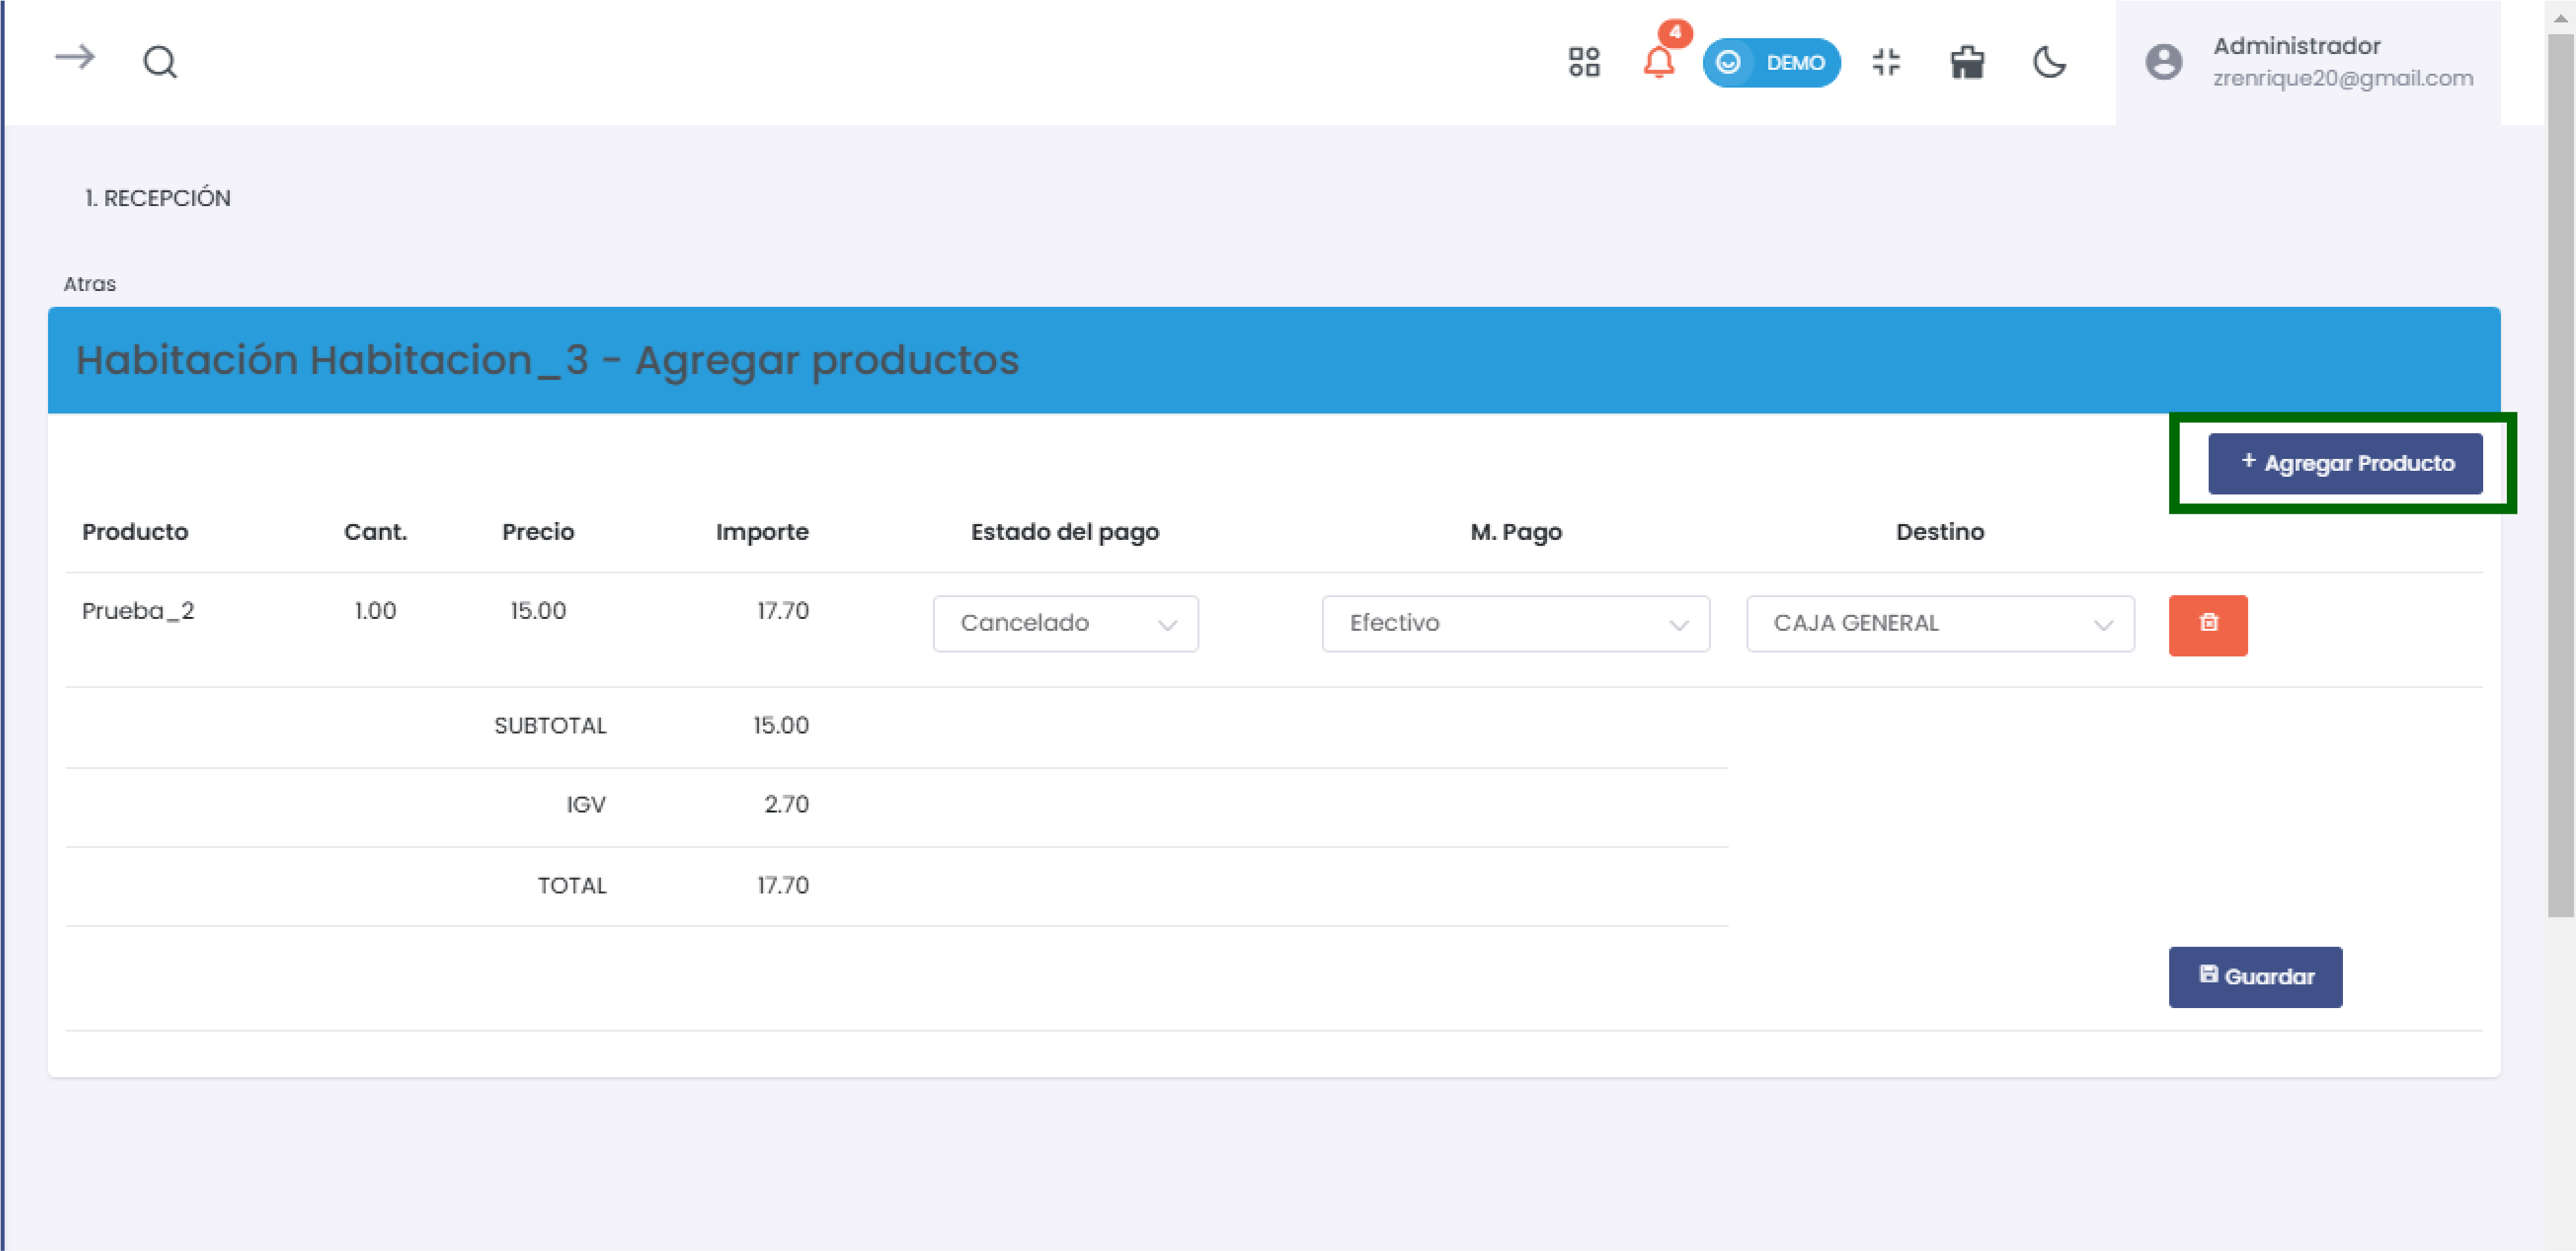 4
DEMO
Administrador
zrenrique20@gmail.com
1. RECEPCIÓN
Atras
Habitación Habitacion_3 - Agregar productos
+ Agregar Producto
Producto Cant. Precio Importe Estado del pago M. Pago Destino
Prueba_2 1.00 15.00 17.70 Cancelado Efectivo CAJA GENERAL
SUBTOTAL 15.00
IGV 2.70
TOTAL 17.70
Guardar